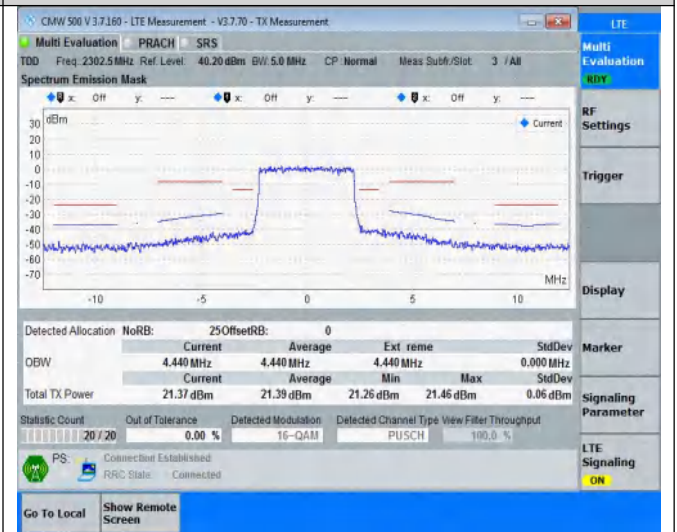 CMW 500 V 3.7.160 - LTE Measurement - V3.7.70 - TX Measurement
LTE
Multi Evaluation PRACH SRS
TDD Freq: 2302.5 MHz Ref. Level: 40.20 dBm BW: 5.0 MHz CP: Normal Meas Subfr./Slot: 3 / All
Spectrum Emission Mask
x: Off y: --- x: Off y: --- x: Off y: ---
dBm
Current
30
20
10
0
-10
-20
-30
-40
-50
-60
-70
MHz
-10 -5 0 5 10
Detected Allocation NoRB: 25 OffsetRB: 0
Current Average Ext reme StdDev
OBW 4.440 MHz 4.440 MHz 4.440 MHz 0.000 MHz
Current Average Min Max StdDev
Total TX Power 21.37 dBm 21.39 dBm 21.26 dBm 21.46 dBm 0.06 dBm
Statistic Count Out of Tolerance Detected Modulation Detected Channel Type View Filter Throughput
20 / 20 0.00 % 16-QAM PUSCH 100.0 %
PS: Connection Established
RRC State: Connected
Multi
Evaluation
RDY
RF
Settings
Trigger
Display
Marker
Signaling
Parameter
LTE
Signaling
ON
Go To Local
Show Remote
Screen